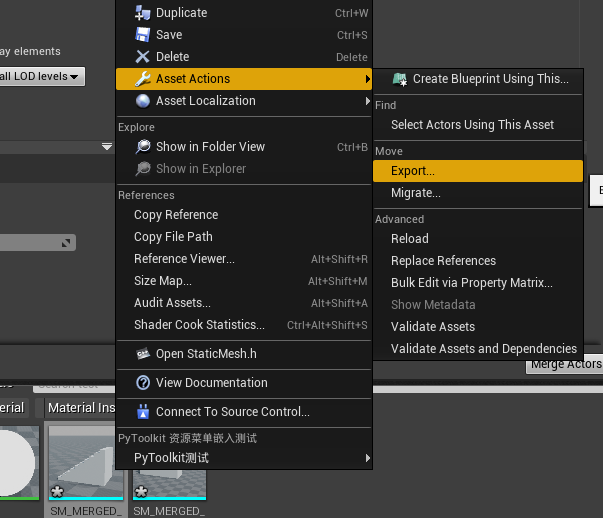 Duplicate Ctrl+W
Save Ctrl+S
ay elements
Delete Delete
all LOD levels
Asset Actions
Asset Localization
Explore
Show in Folder View Ctrl+B
Show in Explorer
References
Copy Reference
Copy File Path
Reference Viewer... Alt+Shift+R
Size Map... Alt+Shift+M
Audit Assets... Alt+Shift+A
Shader Cook Statistics... Ctrl+Alt+Shift+S
Open StaticMesh.h
View Documentation
Connect To Source Control...
PyToolkit 资源菜单嵌入测试
PyToolkit测试
Create Blueprint Using This...
Find
Select Actors Using This Asset
Move
Export...
Migrate...
Advanced
Reload
Replace References
Bulk Edit via Property Matrix...
Show Metadata
Validate Assets
Validate Assets and Dependencies
Merge Actors
erial
Material Ins
SM_MERGED_
SM_MERGED_